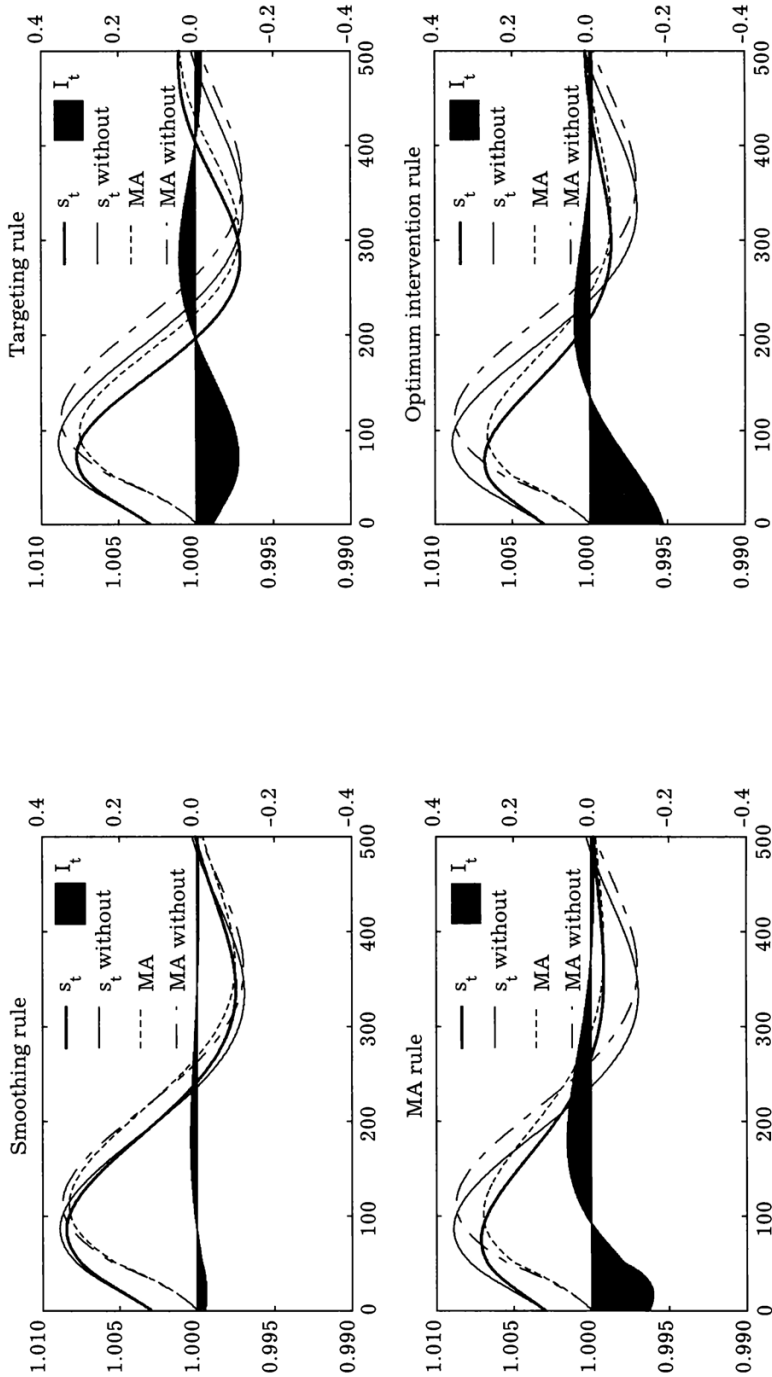 Smoothing rule
1.010
1.005
1.000
0.995
0.990
0.4
0.2
0.0
-0.2
-0.4
0
100
200
300
400
500
s_t
s_t without
MA
MA without
I_t
Targeting rule
1.010
1.005
1.000
0.995
0.990
0.4
0.2
0.0
-0.2
-0.4
0
100
200
300
400
500
s_t
s_t without
MA
MA without
I_t
MA rule
1.010
1.005
1.000
0.995
0.990
0.4
0.2
0.0
-0.2
-0.4
0
100
200
300
400
500
s_t
s_t without
MA
MA without
I_t
Optimum intervention rule
1.010
1.005
1.000
0.995
0.990
0.4
0.2
0.0
-0.2
-0.4
0
100
200
300
400
500
s_t
s_t without
MA
MA without
I_t